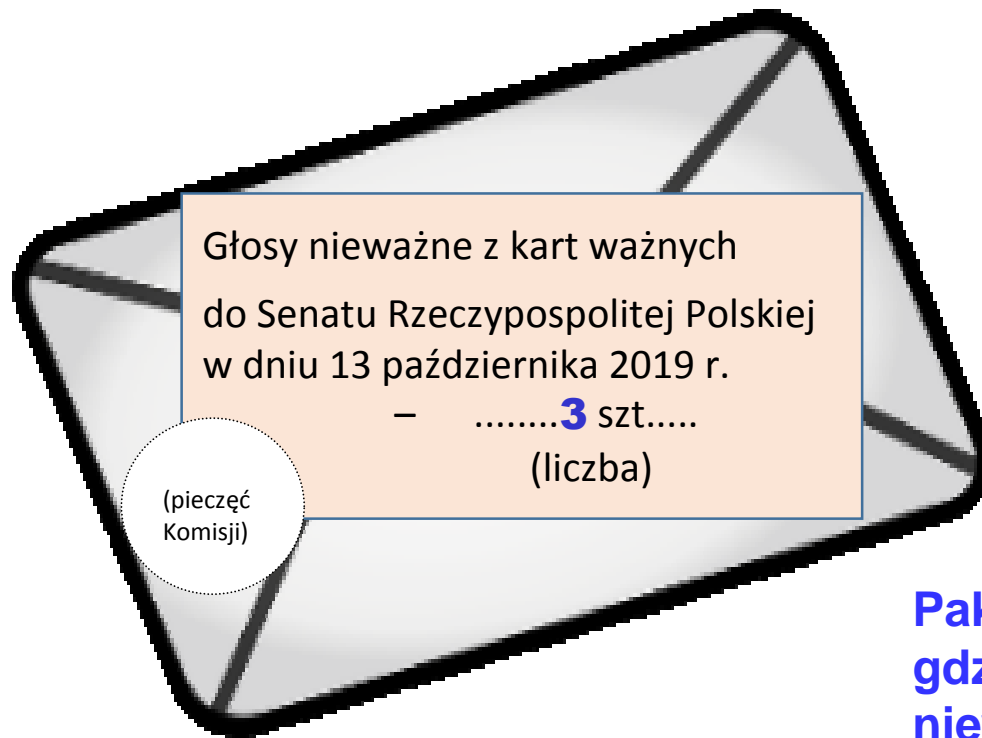 Głosy nieważne z kart ważnych
do Senatu Rzeczypospolitej Polskiej
w dniu 13 października 2019 r.
– ........3 szt.....
(liczba)
(pieczęć
Komisji)